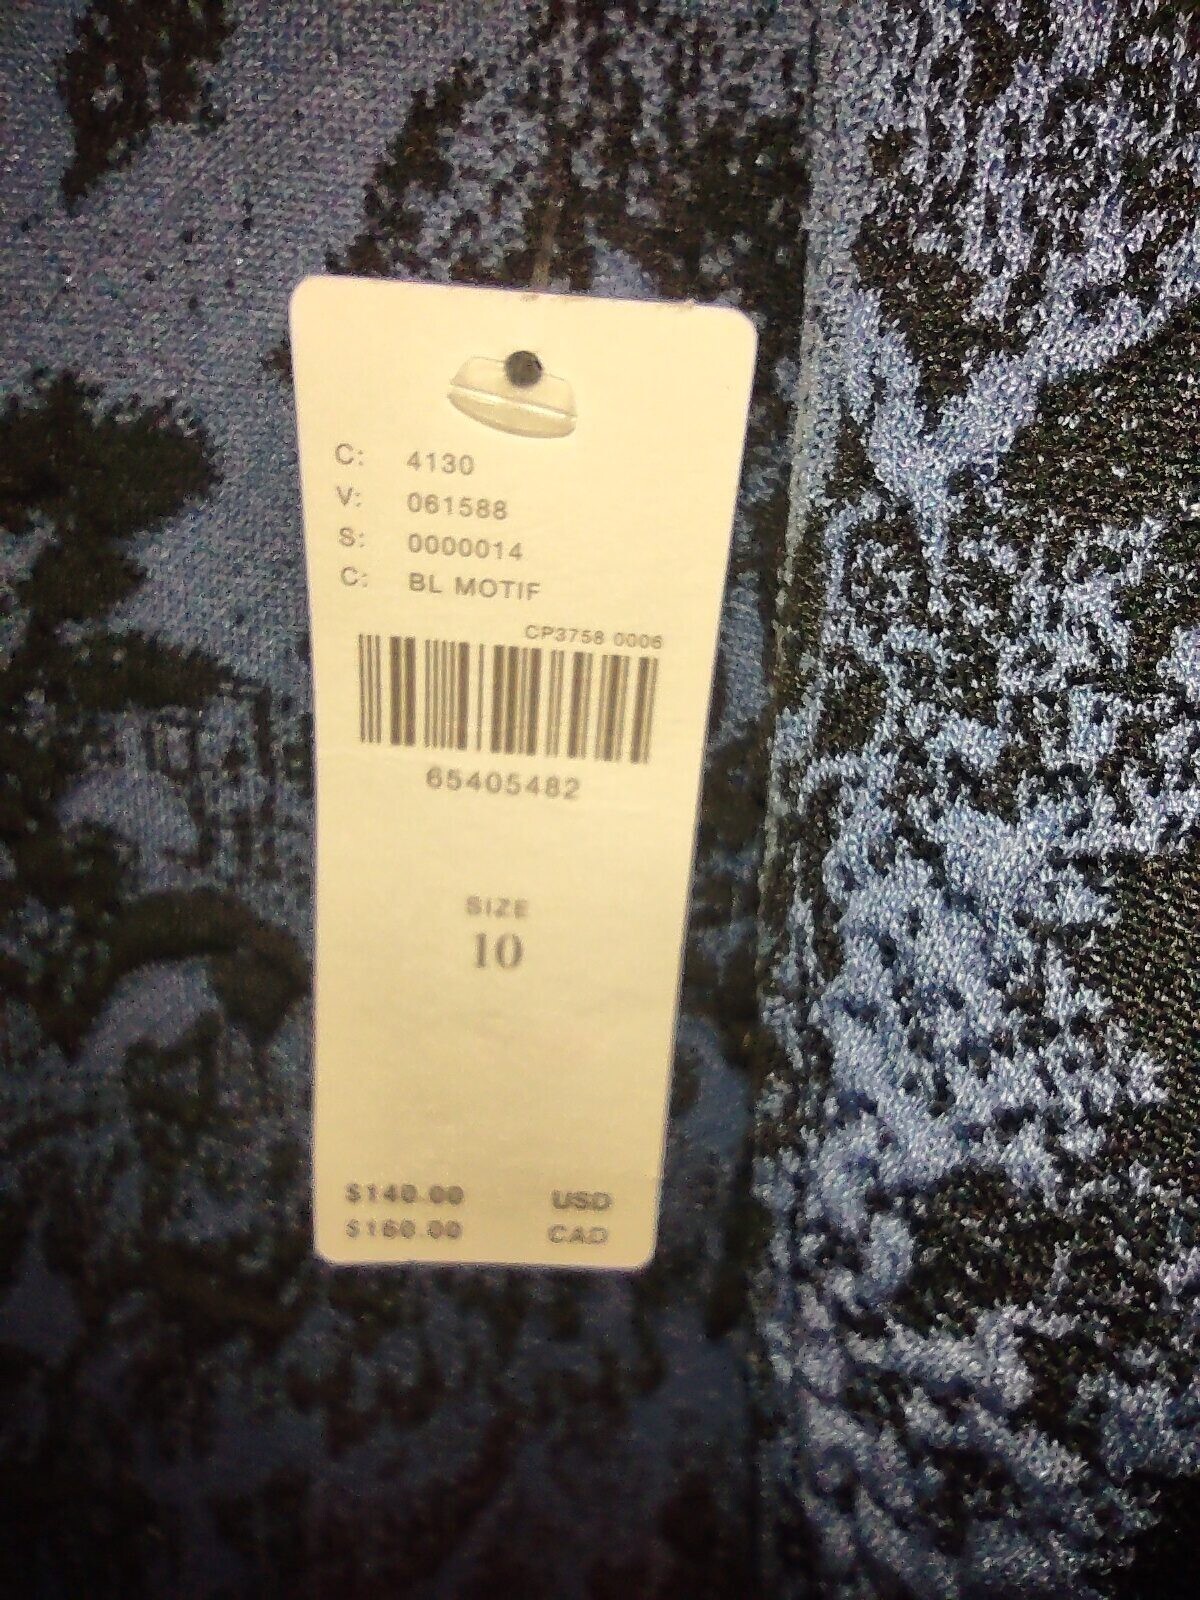 C: 4130
V: 061588
S: 0000014
C: BL MOTIF
CP3758 0006
65405482
SIZE
10
$140.00 USD
$160.00 CAD